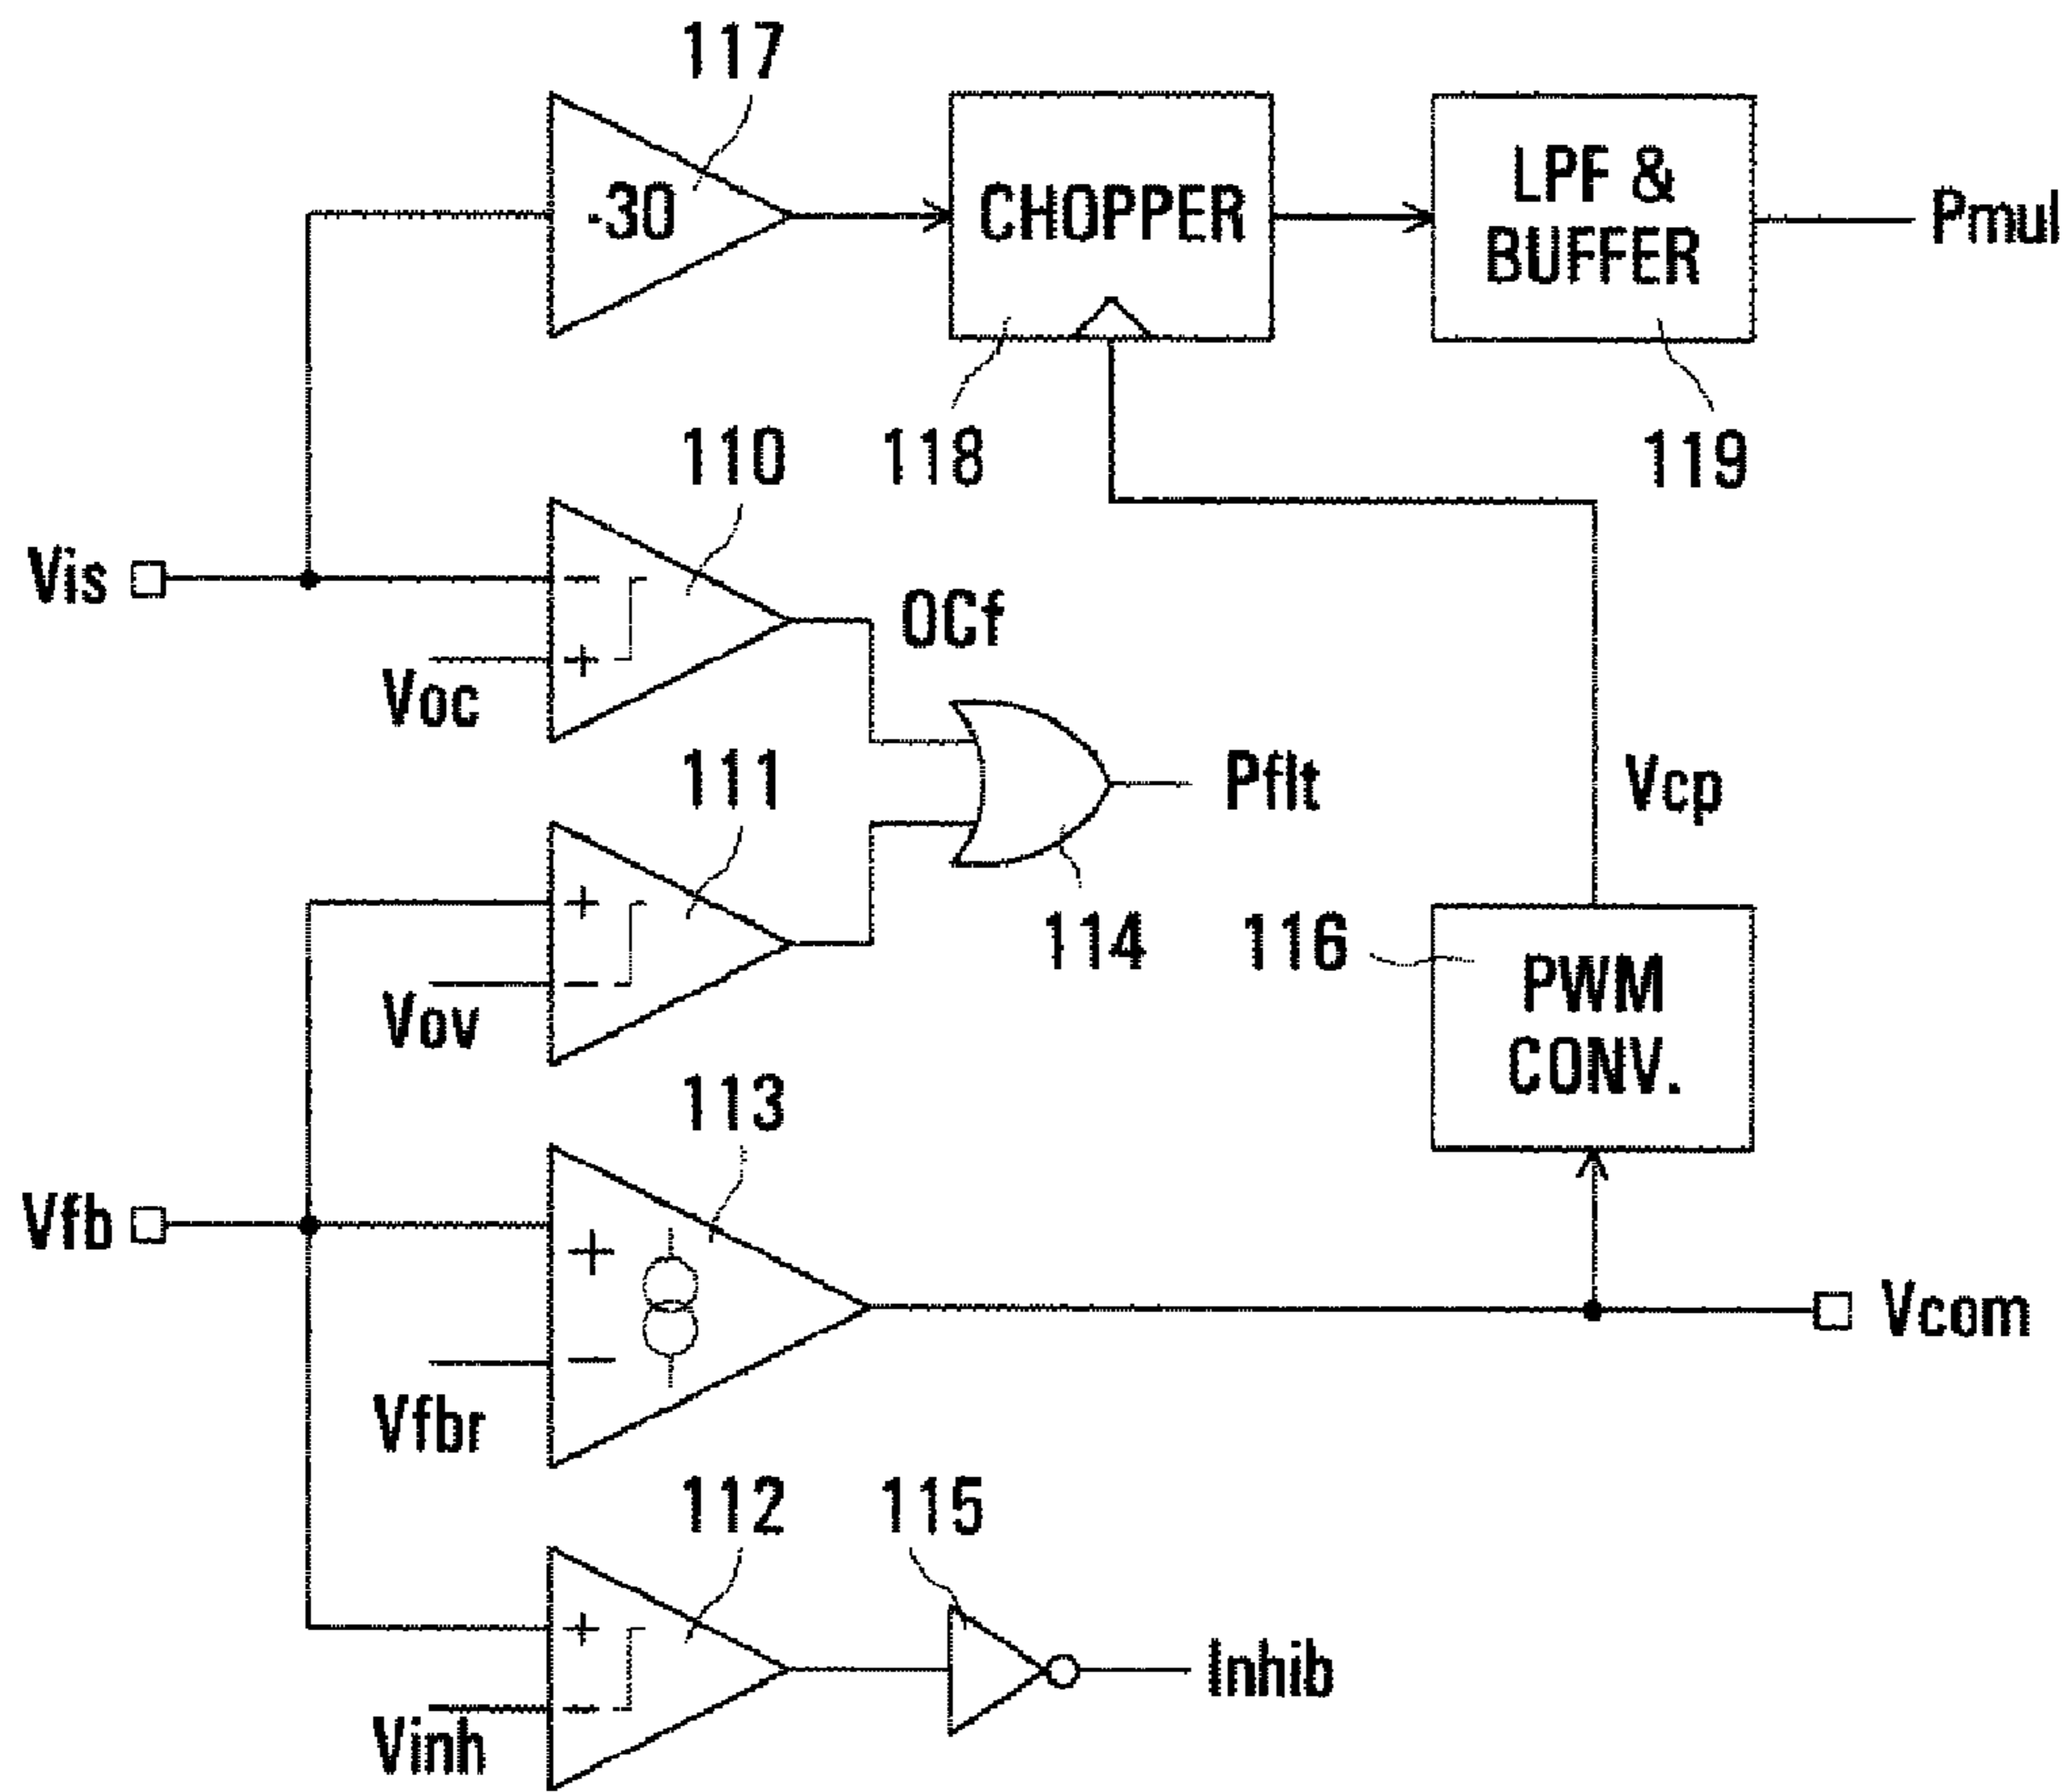 117
-30
CHOPPER
LPF &
BUFFER
Pmul
110
118
119
Vis
-
OCf
+
Voc
111
Pflt
Vcp
+
114
116
-
Vov
PWM
CONV.
113
Vfb
+
Vcom
-
Vfbr
112
115
+
Inhib
-
Vinh